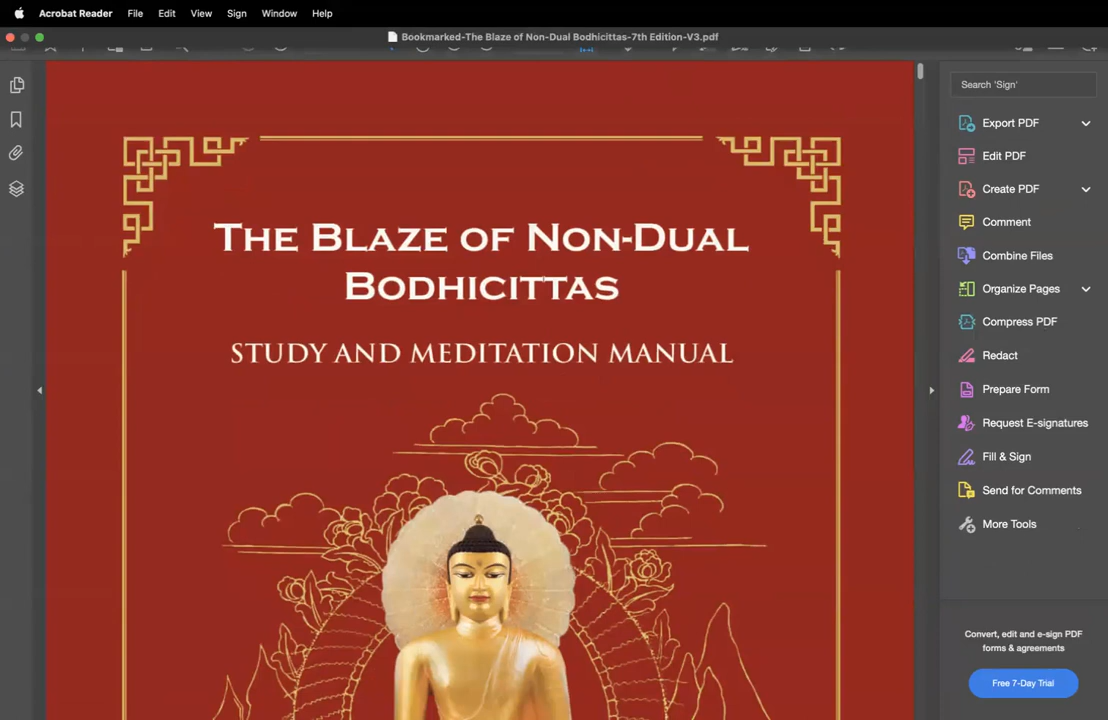 Acrobat Reader File Edit View Sign Window Help
Bookmarked-The Blaze of Non-Dual Bodhicittas-7th Edition-V3.pdf
Search 'Sign'
Export PDF
Edit PDF
Create PDF
Comment
Combine Files
Organize Pages
Compress PDF
Redact
Prepare Form
Request E-signatures
Fill & Sign
Send for Comments
More Tools
Convert, edit and e-sign PDF
forms & agreements
Free 7-Day Trial
THE BLAZE OF NON-DUAL
BODHICITTAS
STUDY AND MEDITATION MANUAL